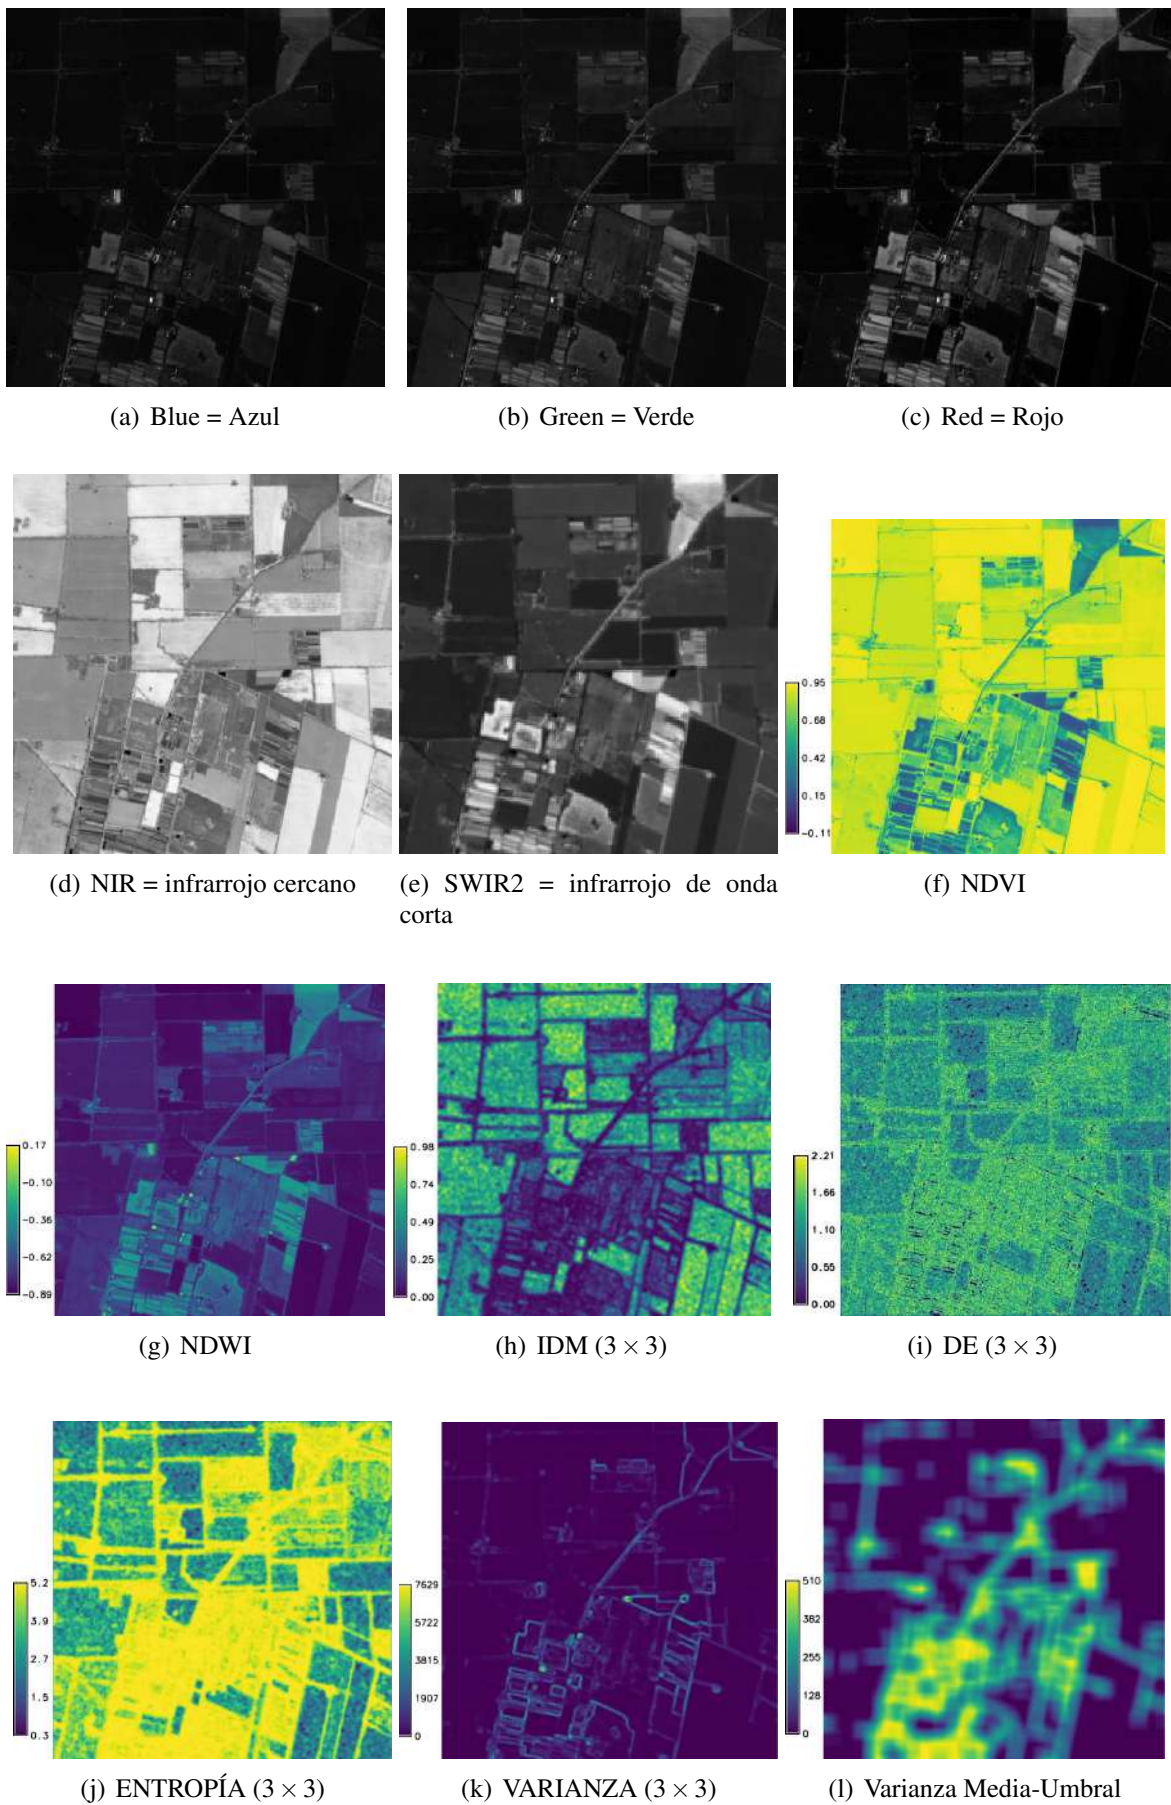 (a) Blue = Azul
(b) Green = Verde
(c) Red = Rojo
0.95
0.68
0.42
0.15
-0.11
(d) NIR = infrarrojo cercano
(e) SWIR2 = infrarrojo de onda
corta
(f) NDVI
0.17
-0.10
-0.36
-0.62
-0.89
0.98
0.74
0.49
0.25
0.00
2.21
1.66
1.10
0.55
0.00
(g) NDWI
(h) IDM (3 × 3)
(i) DE (3 × 3)
5.2
3.9
2.7
1.5
0.3
7629
5722
3815
1907
0
510
382
255
128
0
(j) ENTROPÍA (3 × 3)
(k) VARIANZA (3 × 3)
(l) Varianza Media-Umbral